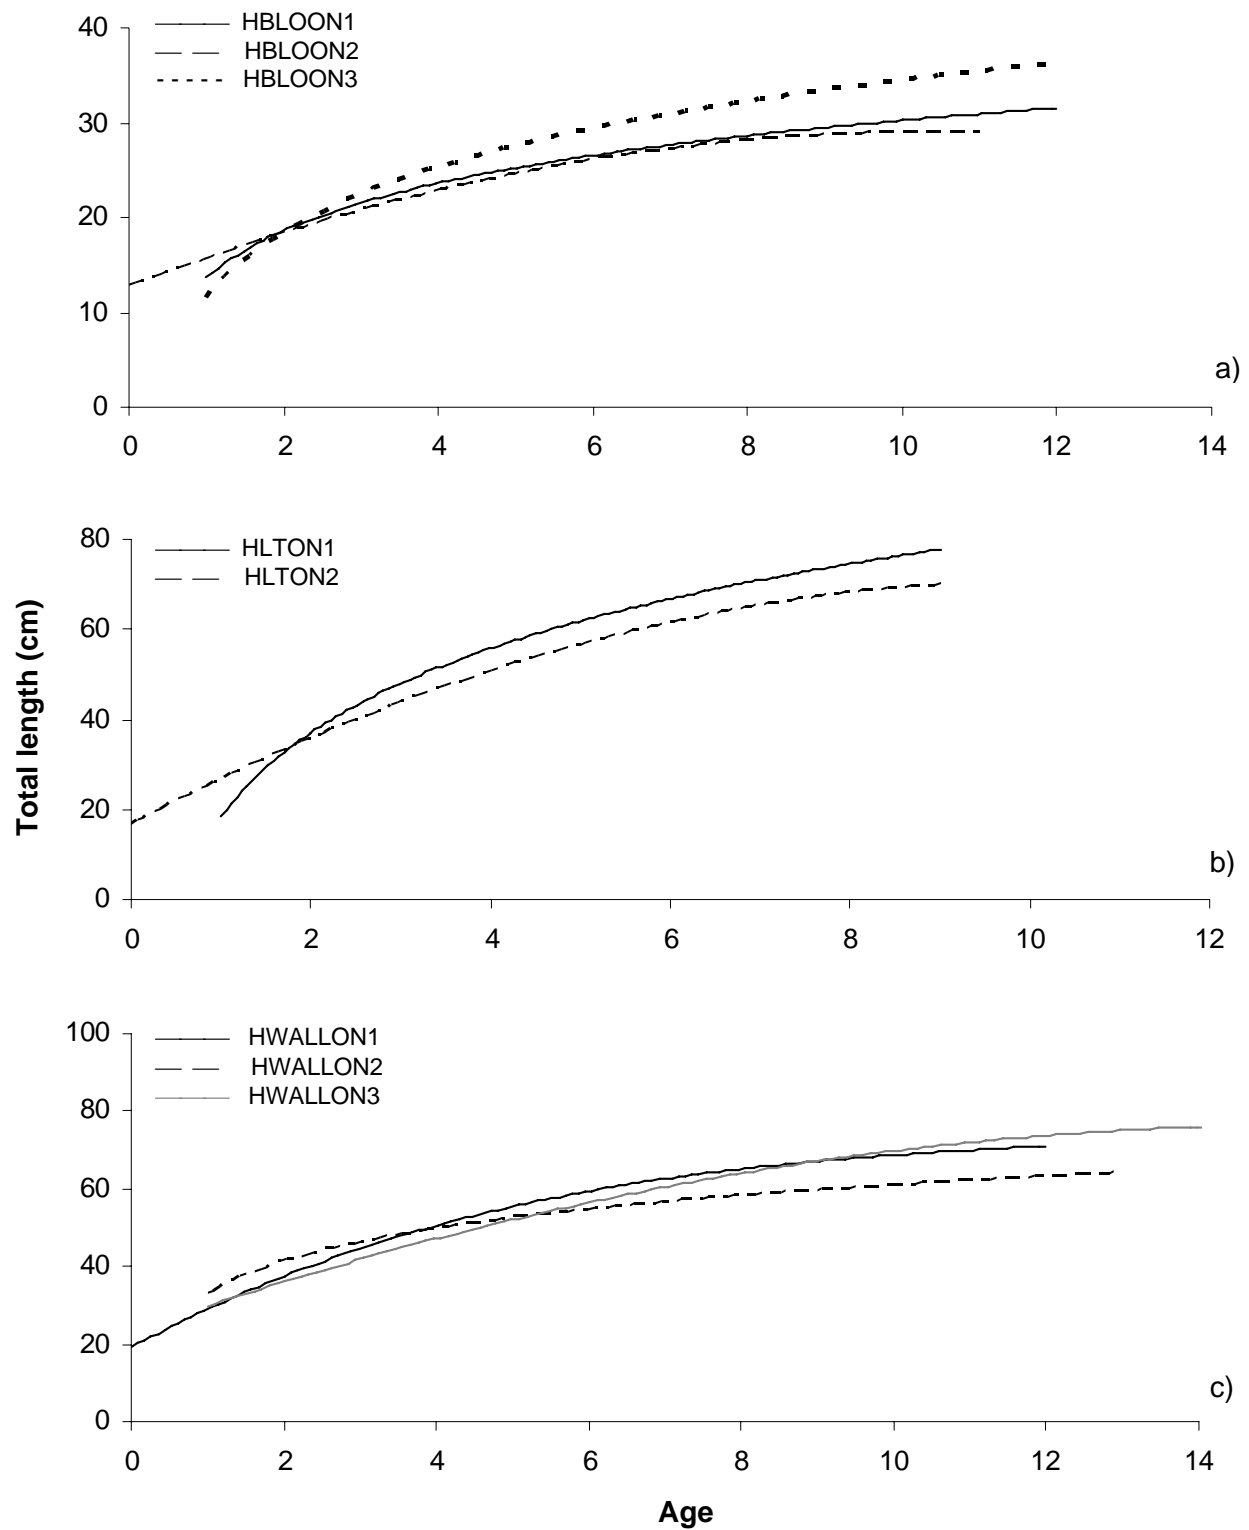 40
30
20
10
0
HBLOON1
HBLOON2
HBLOON3
a)
0 2 4 6 8 10 12 14
Total length (cm)
80
60
40
20
0
HLTON1
HLTON2
b)
0 2 4 6 8 10 12
100
80
60
40
20
0
HWALLON1
HWALLON2
HWALLON3
c)
0 2 4 6 8 10 12 14
Age